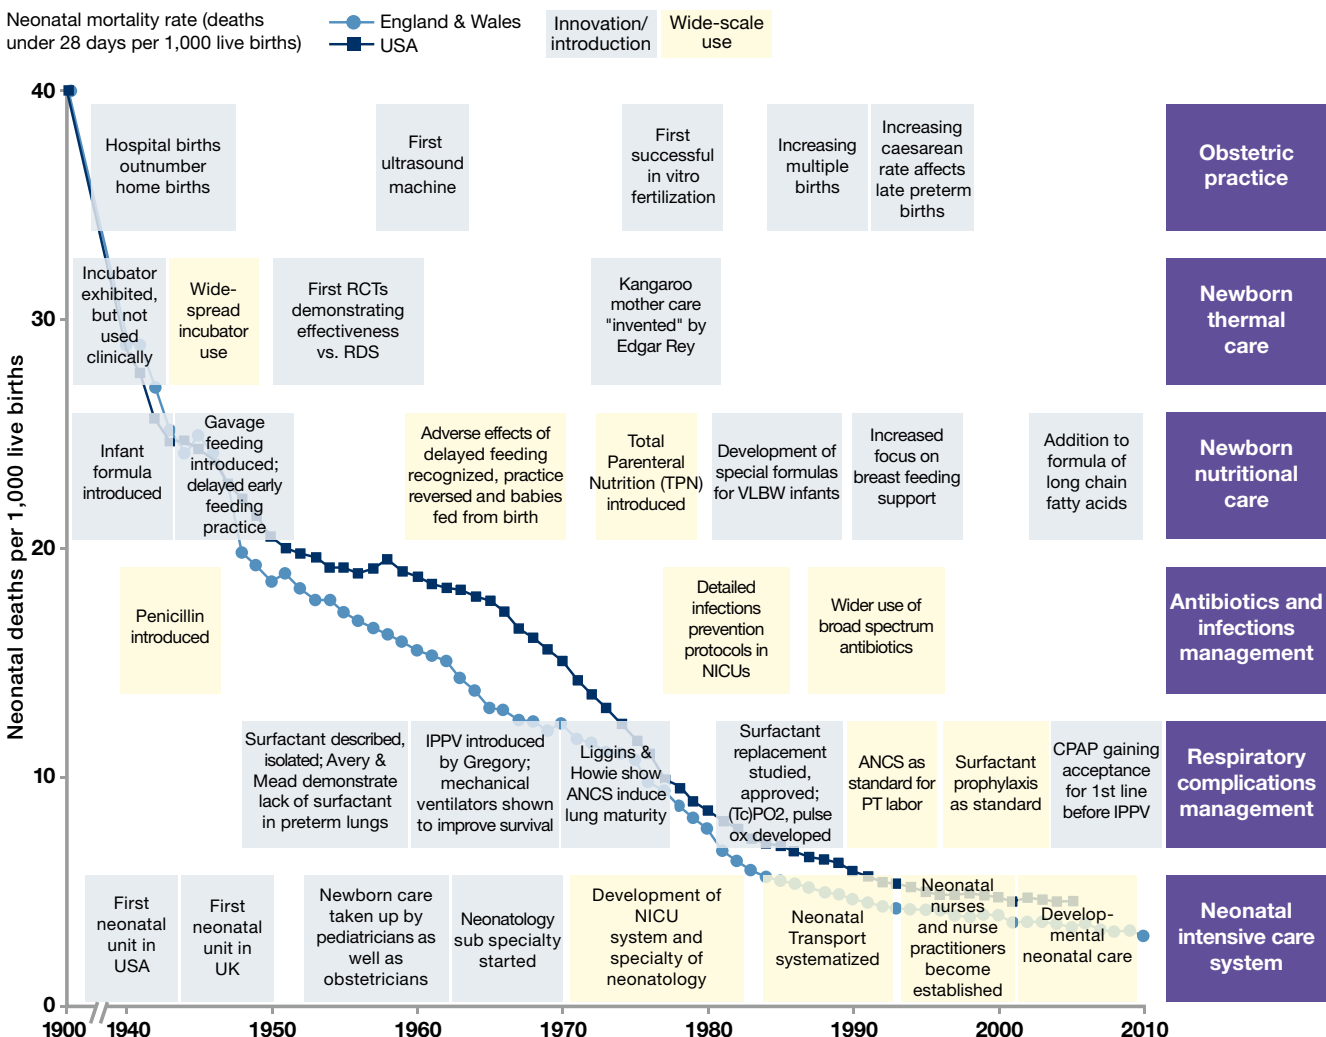 Neonatal mortality rate (deaths
under 28 days per 1,000 live births)
England & Wales
USA
Innovation/
introduction
Wide-scale
use
Neonatal deaths per 1,000 live births
40
30
20
10
0
Hospital births
outnumber
home births
First
ultrasound
machine
First
successful
in vitro
fertilization
Increasing
multiple
births
Increasing
caesarean
rate affects
late preterm
births
Obstetric
practice
Incubator
exhibited,
but not
used
clinically
Wide-
spread
incubator
use
First RCTs
demonstrating
effectiveness
vs. RDS
Kangaroo
mother care
"invented" by
Edgar Rey
Newborn
thermal
care
Infant
formula
introduced
Gavage
feeding
introduced;
delayed early
feeding
practice
Adverse effects of
delayed feeding
recognized, practice
reversed and babies
fed from birth
Total
Parenteral
Nutrition (TPN)
introduced
Development of
special formulas
for VLBW infants
Increased
focus on
breast feeding
support
Addition to
formula of
long chain
fatty acids
Newborn
nutritional
care
Penicillin
introduced
Detailed
infections
prevention
protocols in
NICUs
Wider use of
broad spectrum
antibiotics
Antibiotics and
infections
management
Surfactant described,
isolated; Avery &
Mead demonstrate
lack of surfactant
in preterm lungs
IPPV introduced
by Gregory;
mechanical
ventilators shown
to improve survival
Liggins &
Howie show
ANCS induce
lung maturity
Surfactant
replacement
studied,
approved;
(Tc)PO2, pulse
ox developed
ANCS as
standard for
PT labor
Surfactant
prophylaxis
as standard
CPAP gaining
acceptance
for 1st line
before IPPV
Respiratory
complications
management
First
neonatal
unit in
USA
First
neonatal
unit in
UK
Newborn care
taken up by
pediatricians as
well as
obstetricians
Neonatology
sub specialty
started
Development of
NICU
system and
specialty of
neonatology
Neonatal
Transport
systematized
Neonatal
nurses
and nurse
practitioners
become
established
Develop-
mental
neonatal care
Neonatal
intensive care
system
1900
1940
1950
1960
1970
1980
1990
2000
2010